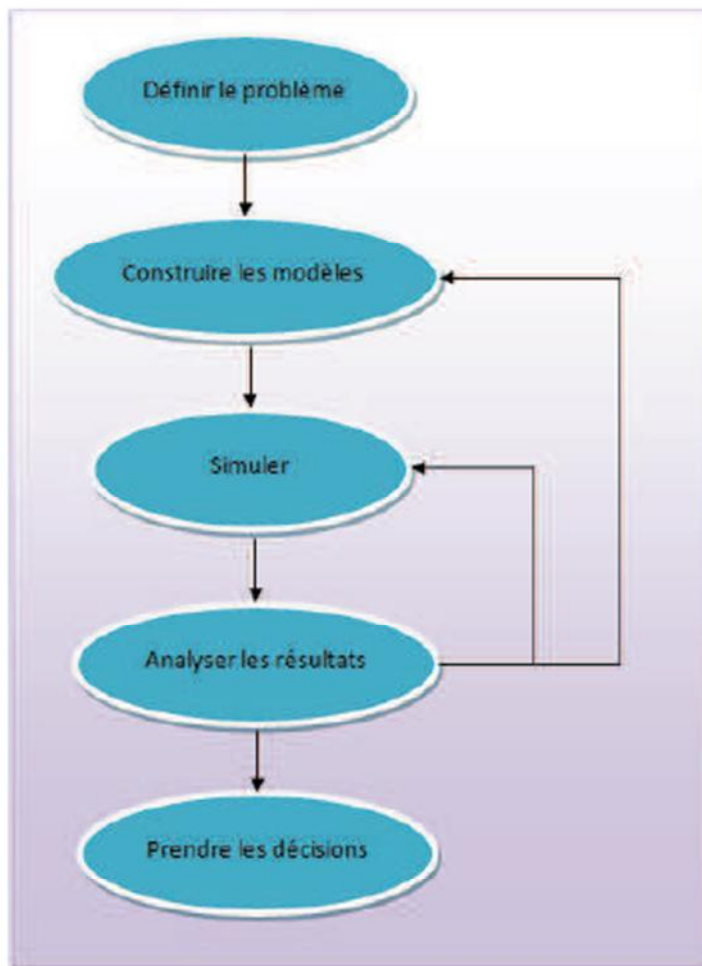 Définir le problème
Construire les modèles
Simuler
Analyser les résultats
Prendre les décisions